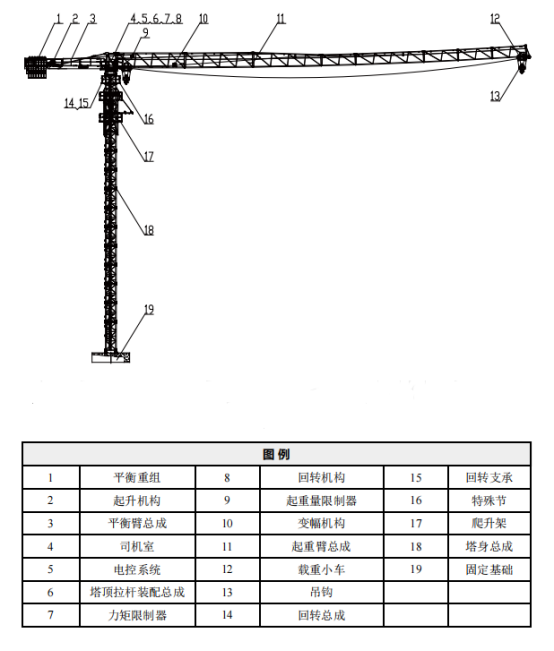 1 2 3 4、5、6、7、8 10 11 12
9
13
14、15
16
17
18
19
图例
1 平衡重组 8 回转机构 15 回转支承
2 起升机构 9 起重量限制器 16 特殊节
3 平衡臂总成 10 变幅机构 17 爬升架
4 司机室 11 起重臂总成 18 塔身总成
5 电控系统 12 载重小车 19 固定基础
6 塔顶拉杆装配总成 13 吊钩
7 力矩限制器 14 回转总成